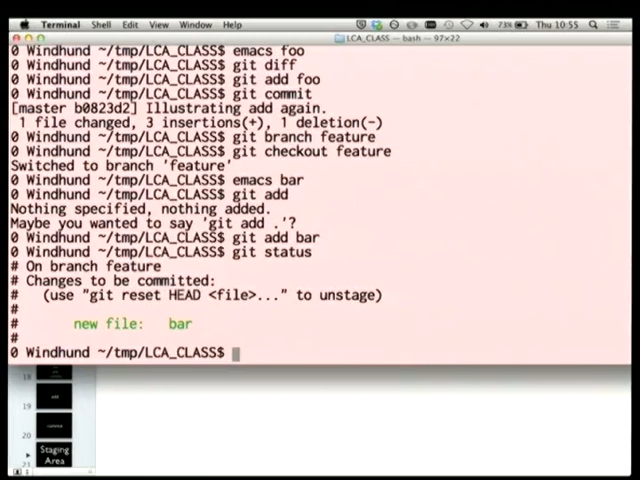 Terminal Shell Edit View Window Help 73% Thu 10:55
LCA_CLASS — bash — 97×22
0 Windhund ~/tmp/LCA_CLASS$ emacs foo
0 Windhund ~/tmp/LCA_CLASS$ git diff
0 Windhund ~/tmp/LCA_CLASS$ git add foo
0 Windhund ~/tmp/LCA_CLASS$ git commit
[master b0823d2] Illustrating add again.
 1 file changed, 3 insertions(+), 1 deletion(-)
0 Windhund ~/tmp/LCA_CLASS$ git branch feature
0 Windhund ~/tmp/LCA_CLASS$ git checkout feature
Switched to branch 'feature'
0 Windhund ~/tmp/LCA_CLASS$ emacs bar
0 Windhund ~/tmp/LCA_CLASS$ git add
Nothing specified, nothing added.
Maybe you wanted to say 'git add .'?
0 Windhund ~/tmp/LCA_CLASS$ git add bar
0 Windhund ~/tmp/LCA_CLASS$ git status
# On branch feature
# Changes to be committed:
#   (use "git reset HEAD <file>..." to unstage)
#
#       new file:   bar
#
0 Windhund ~/tmp/LCA_CLASS$
18
19
20
Staging
Area
21